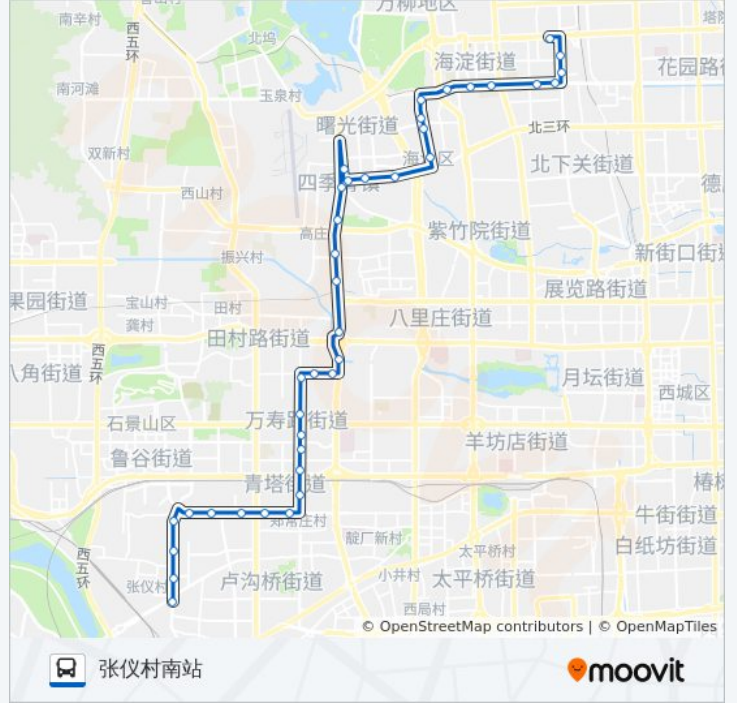 万柳地区
南辛村
西五环
北坞
塔院
海淀街道
花园路街
南河滩
玉泉村
曙光街道
北三环
双新村
海 区
北下关街道
四季 镇
西山村
德
紫竹院街道
高庄
新街口街道
振兴村
展览路街道
果园街道
宝山村
田村
八里庄街道
龚村
田村路街道
西五环
八角街道
月坛街道
西城区
石景山区
万寿路街道
羊坊店街道
鲁谷街道
青塔街道
椿树
郑常庄村
牛街街道
靛厂新村
白纸坊街道
西五环
太平桥村
张仪村
卢沟桥街道
小井村
太平桥街道
西局村
© OpenStreetMap contributors | © OpenMapTiles
张仪村南站
moovit